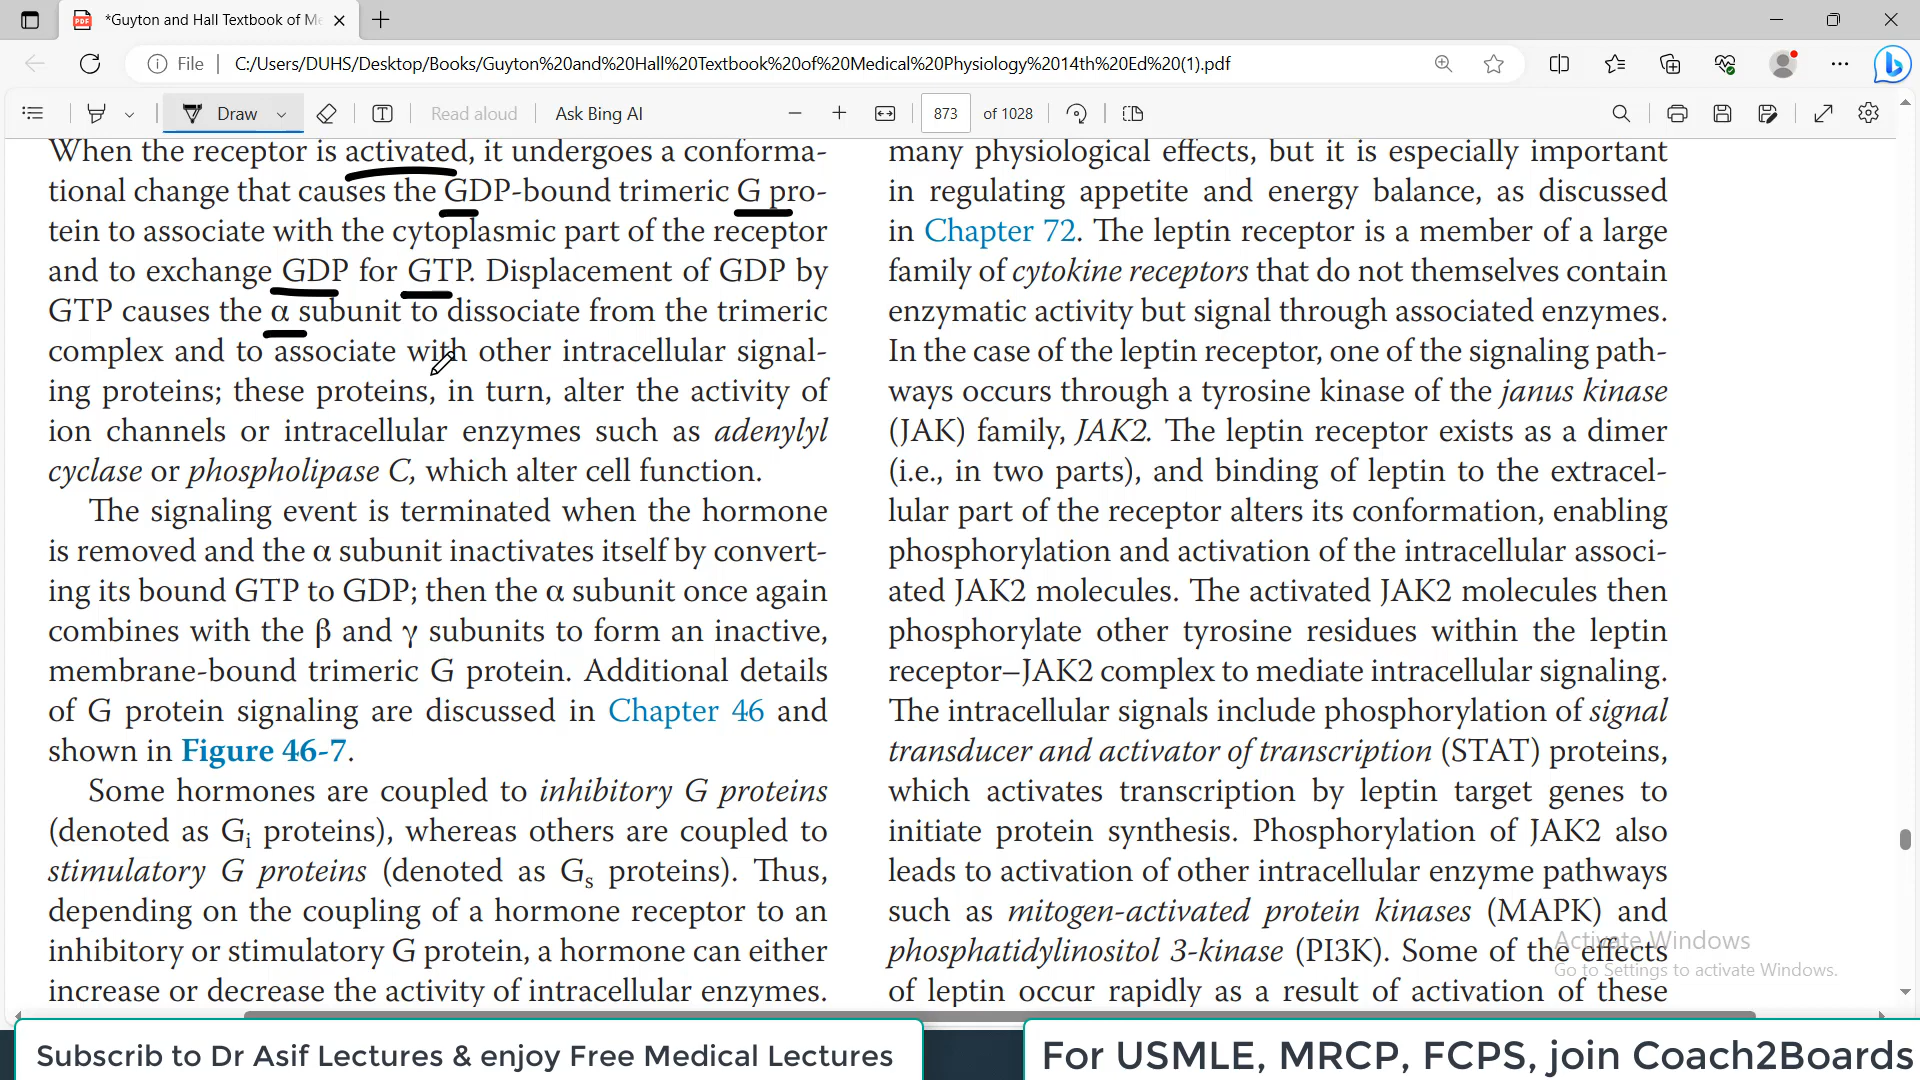 *Guyton and Hall Textbook of Me
File
C:/Users/DUHS/Desktop/Books/Guyton%20and%20Hall%20Textbook%20of%20Medical%20Physiology%2014th%20Ed%20(1).pdf
Draw
Read aloud
Ask Bing AI
873 of 1028
When the receptor is activated, it undergoes a conforma-
tional change that causes the GDP-bound trimeric G pro-
tein to associate with the cytoplasmic part of the receptor
and to exchange GDP for GTP. Displacement of GDP by
GTP causes the α subunit to dissociate from the trimeric
complex and to associate with other intracellular signal-
ing proteins; these proteins, in turn, alter the activity of
ion channels or intracellular enzymes such as adenylyl
cyclase or phospholipase C, which alter cell function.
The signaling event is terminated when the hormone
is removed and the α subunit inactivates itself by convert-
ing its bound GTP to GDP; then the α subunit once again
combines with the β and γ subunits to form an inactive,
membrane-bound trimeric G protein. Additional details
of G protein signaling are discussed in Chapter 46 and
shown in Figure 46-7.
Some hormones are coupled to inhibitory G proteins
(denoted as Gi proteins), whereas others are coupled to
stimulatory G proteins (denoted as Gs proteins). Thus,
depending on the coupling of a hormone receptor to an
inhibitory or stimulatory G protein, a hormone can either
increase or decrease the activity of intracellular enzymes.
many physiological effects, but it is especially important
in regulating appetite and energy balance, as discussed
in Chapter 72. The leptin receptor is a member of a large
family of cytokine receptors that do not themselves contain
enzymatic activity but signal through associated enzymes.
In the case of the leptin receptor, one of the signaling path-
ways occurs through a tyrosine kinase of the janus kinase
(JAK) family, JAK2. The leptin receptor exists as a dimer
(i.e., in two parts), and binding of leptin to the extracel-
lular part of the receptor alters its conformation, enabling
phosphorylation and activation of the intracellular associ-
ated JAK2 molecules. The activated JAK2 molecules then
phosphorylate other tyrosine residues within the leptin
receptor–JAK2 complex to mediate intracellular signaling.
The intracellular signals include phosphorylation of signal
transducer and activator of transcription (STAT) proteins,
which activates transcription by leptin target genes to
initiate protein synthesis. Phosphorylation of JAK2 also
leads to activation of other intracellular enzyme pathways
such as mitogen-activated protein kinases (MAPK) and
phosphatidylinositol 3-kinase (PI3K). Some of the effects
of leptin occur rapidly as a result of activation of these
Activate Windows
Go to Settings to activate Windows.
Subscrib to Dr Asif Lectures & enjoy Free Medical Lectures
For USMLE, MRCP, FCPS, join Coach2Boards